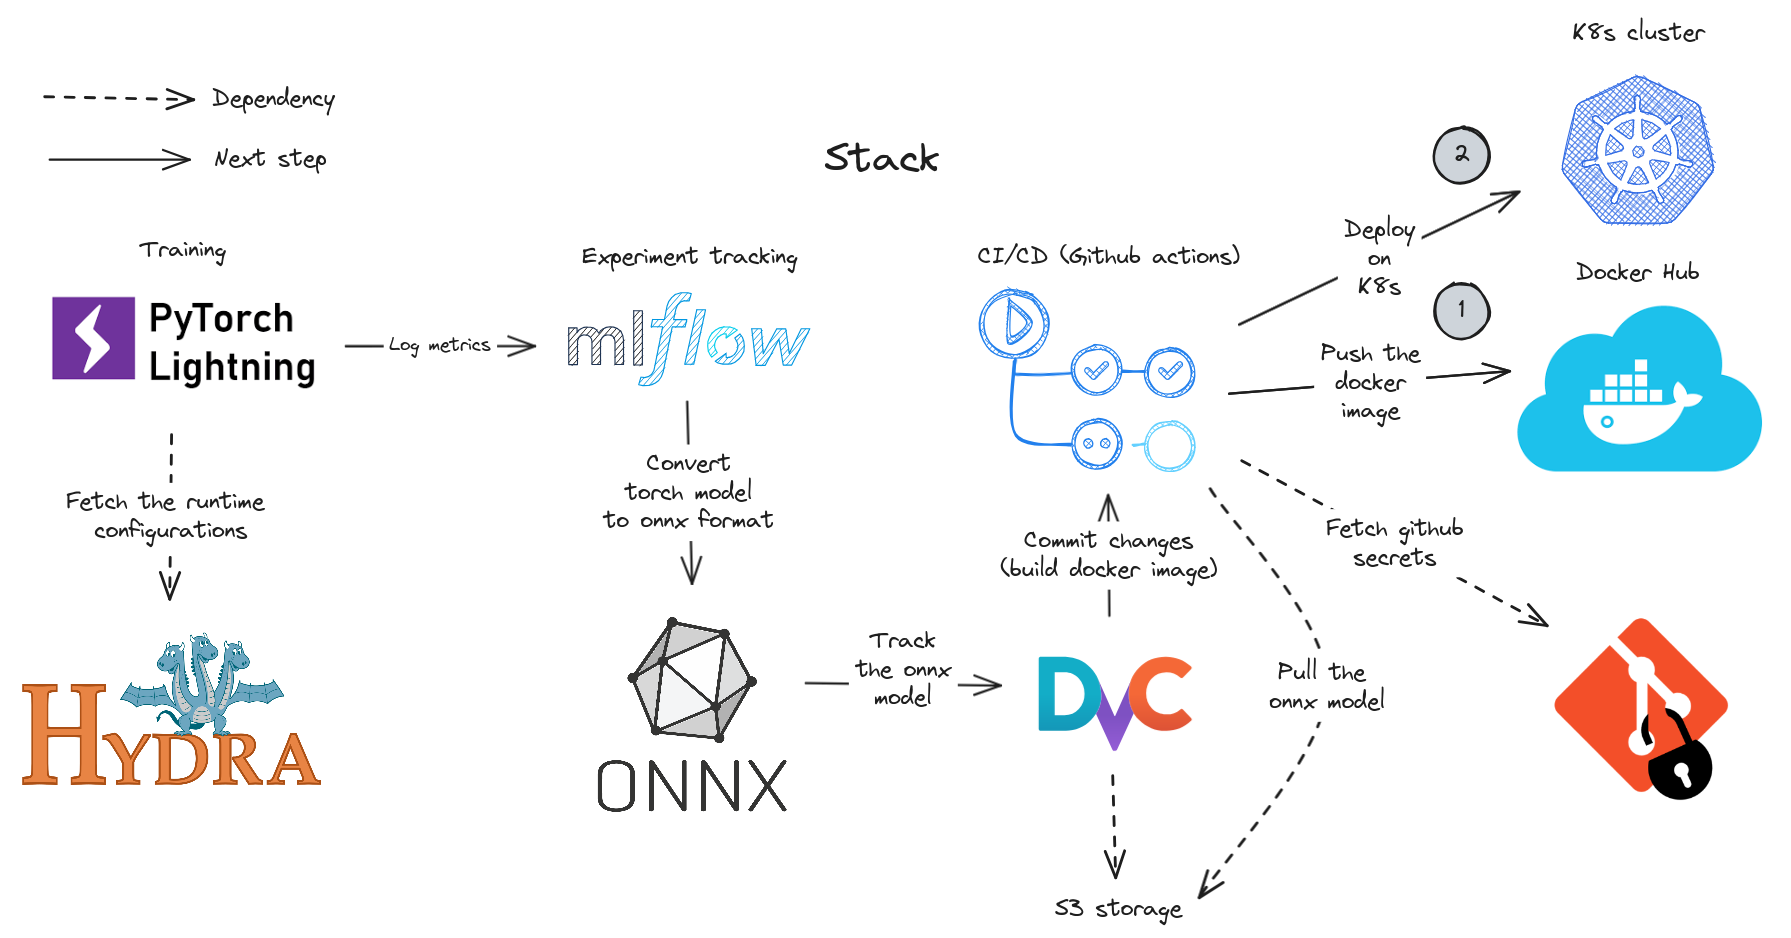 K8s cluster
Dependency
Next step
Stack
2
Deploy
on
K8s
Training
Experiment tracking
CI/CD (Github actions)
Docker Hub
1
PyTorch
Lightning
Log metrics
mlflow
Push the
docker
image
Convert
torch model
to onnx format
Fetch the runtime
configurations
Commit changes
(build docker image)
Fetch github
secrets
Track
the onnx
model
Pull the
onnx model
HYDRA
ONNX
DVC
S3 storage